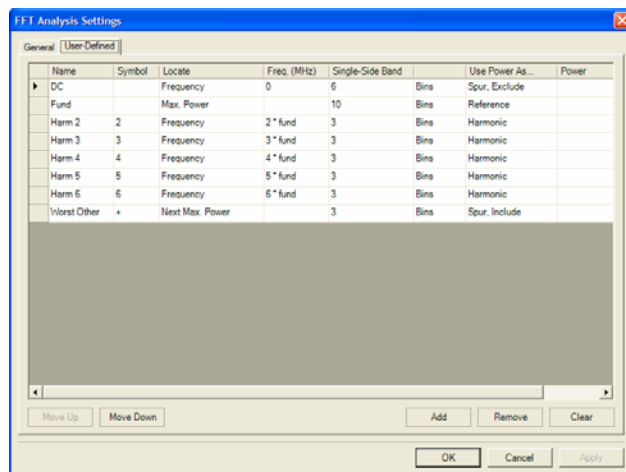 FFT Analysis Settings
General User-Defined
Name Symbol Locate Freq. (MHz) Single-Side Band Use Power As... Power
DC Frequency 0 6 Bins Spur, Exclude
Fund Max. Power 10 Bins Reference
Harm 2 2 Frequency 2 * fund 3 Bins Harmonic
Harm 3 3 Frequency 3 * fund 3 Bins Harmonic
Harm 4 4 Frequency 4 * fund 3 Bins Harmonic
Harm 5 5 Frequency 5 * fund 3 Bins Harmonic
Harm 6 6 Frequency 6 * fund 3 Bins Harmonic
Worst Other + Next Max. Power 3 Bins Spur, Include
Move Up Move Down Add Remove Clear
OK Cancel Apply